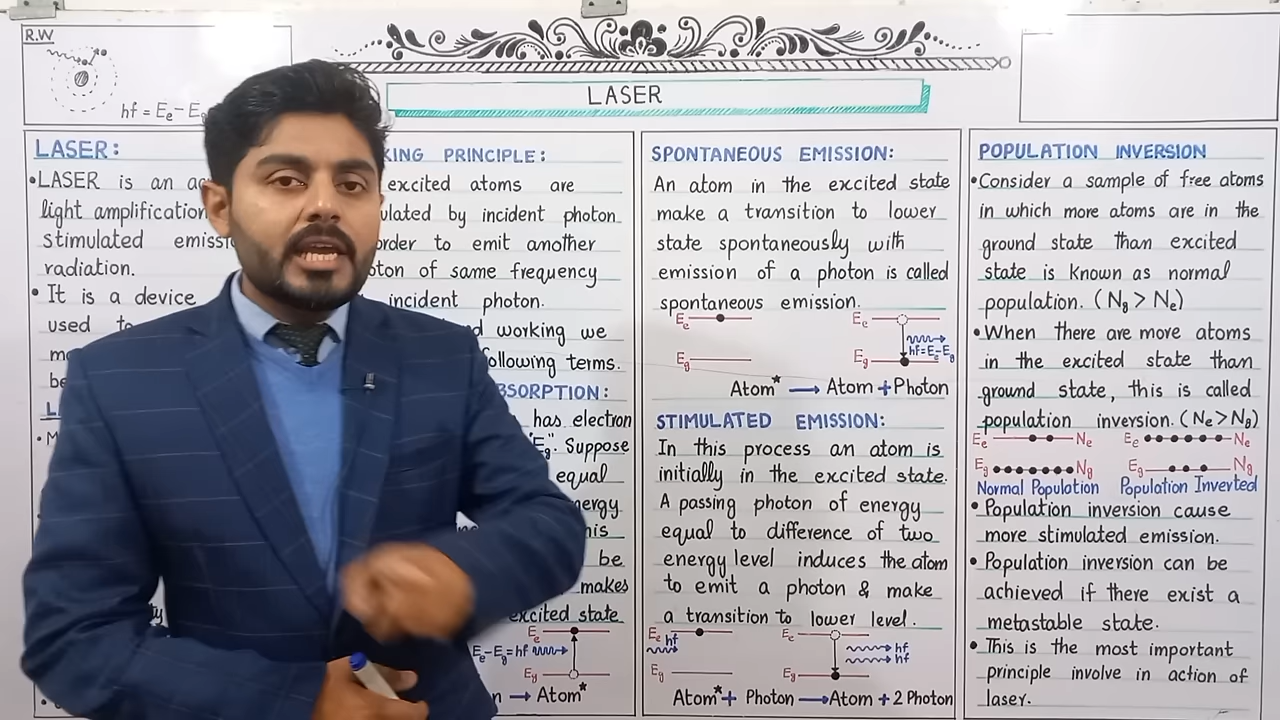 R.W
hf = Ee - E
LASER
LASER:
• LASER is an
light amplification
stimulated
radiation.
• It is a device
used
KING PRINCIPLE:
excited atoms are
ulated by incident photon
order to emit another
oton of same frequency
incident photon.
working we
following terms.
BSORPTION:
has electron
"Eg". Suppose
equal
nergy
his
be
makes
excited state
Ee
Ee-Eg=hf
Eg
n → Atom*
SPONTANEOUS EMISSION:
An atom in the excited state
make a transition to lower
state spontaneously with
emission of a photon is called
spontaneous emission.
Ee Ee
hf=Ee-Eg
Eg Eg
Atom* → Atom + Photon
STIMULATED EMISSION:
In this process an atom is
initially in the excited state.
A passing photon of energy
equal to difference of two
energy level induces the atom
to emit a photon & make
a transition to lower level.
Ee hf Ee hf
hf
Eg Eg
Atom* + Photon → Atom + 2 Photon
POPULATION INVERSION
• Consider a sample of free atoms
in which more atoms are in the
ground state than excited
state is known as normal
population. (Ng > Ne)
• When there are more atoms
in the excited state than
ground state, this is called
population inversion. (Ne > Ng)
Ee Ne Ee Ne
Eg Ng Eg Ng
Normal Population Population Inverted
• Population inversion cause
more stimulated emission.
• Population inversion can be
achieved if there exist a
metastable state.
• This is the most important
principle involve in action of
laser.